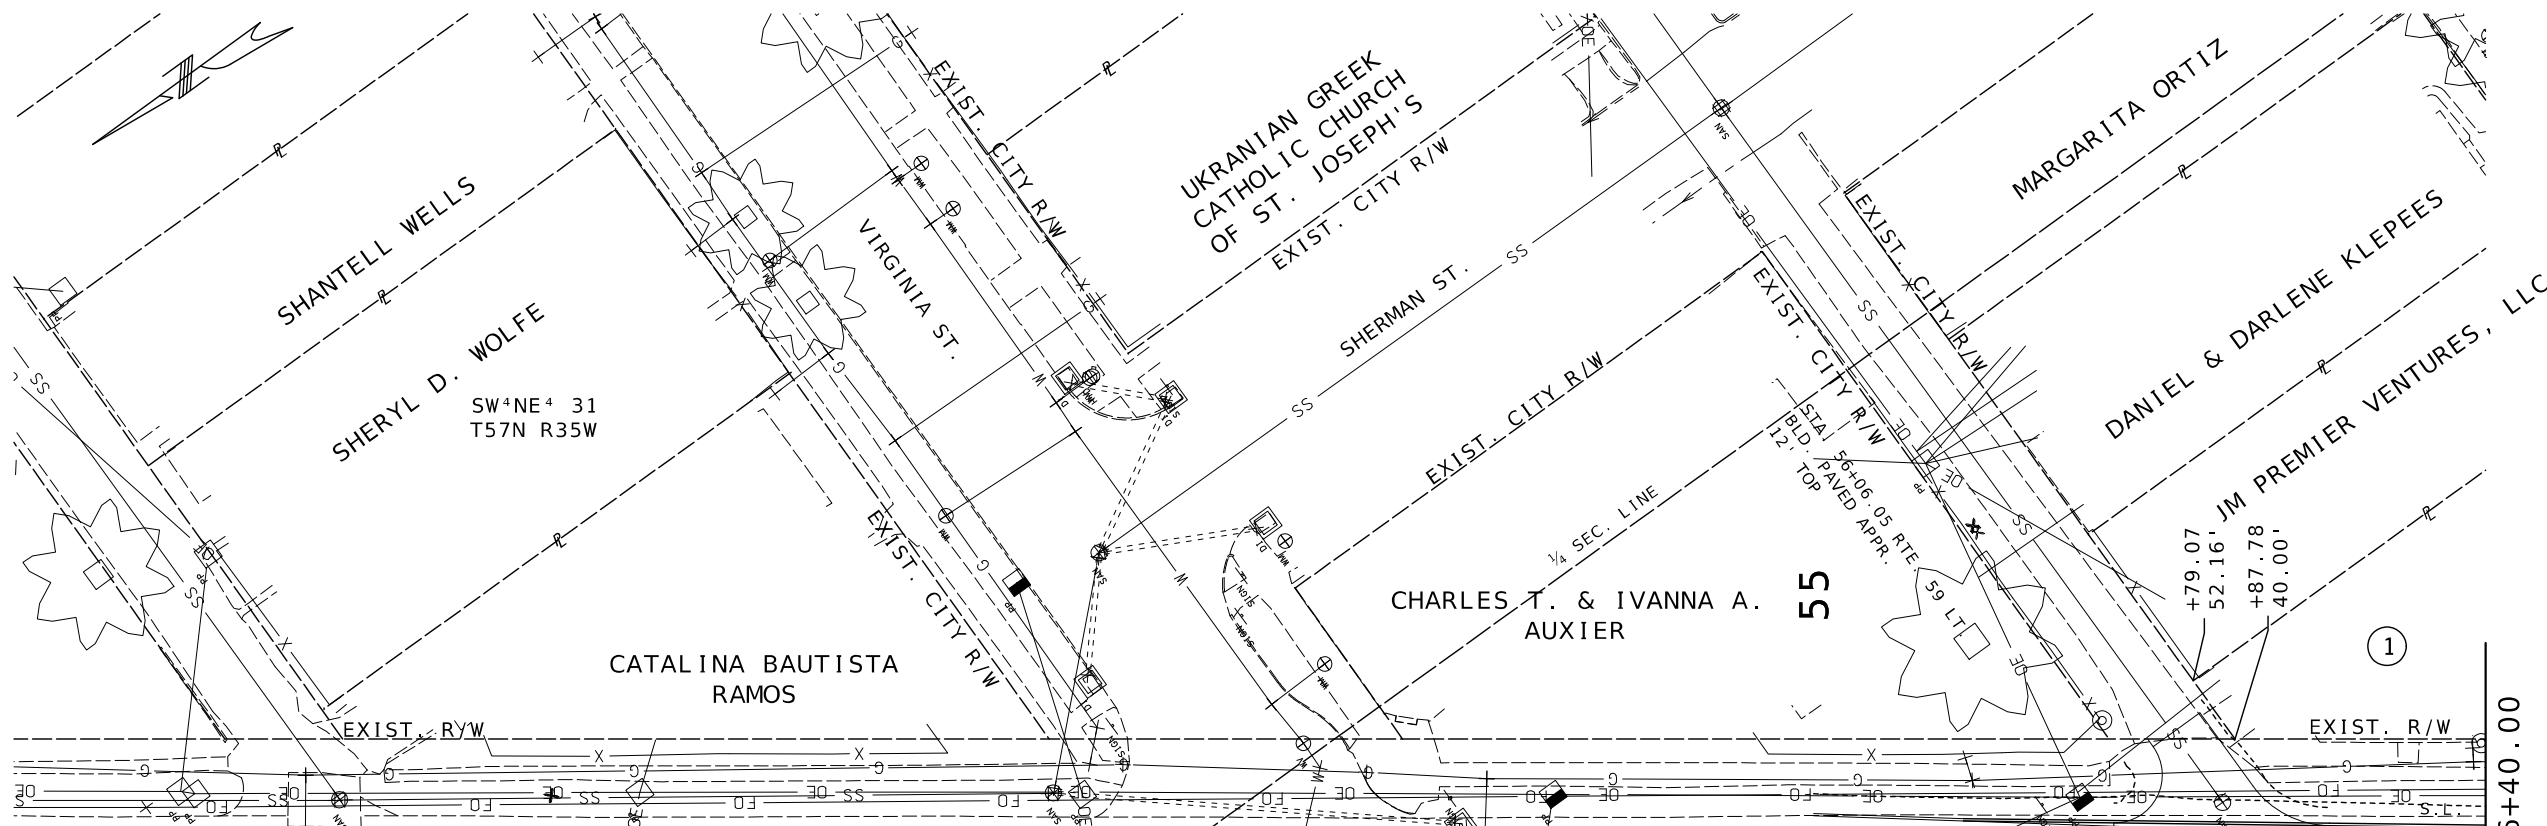 UKRANIAN GREEK
CATHOLIC CHURCH
OF ST. JOSEPH'S
EXIST. CITY R/W
EXIST. CITY R/W
MARGARITA ORTIZ
SHANTELL WELLS
SHERYL D. WOLFE
SW⁴NE⁴ 31
T57N R35W
VIRGINIA ST.
SHERMAN ST.
SS
SS
EXIST. CITY R/W
EXIST. CITY R/W
EXIST. CITY R/W
DANIEL & DARLENE KLEPEES
JM PREMIER VENTURES, LLC
STA. 56+06.05 RTE. 59 LT.
BLD. PAVED APPR.
12' TOP
¼ SEC. LINE
EXIST. CITY R/W
CATALINA BAUTISTA
RAMOS
CHARLES T. & IVANNA A.
AUXIER
55
+79.07
52.16'
+87.78
40.00'
1
EXIST. R/W
EXIST. R/W
S.L.
+40.00